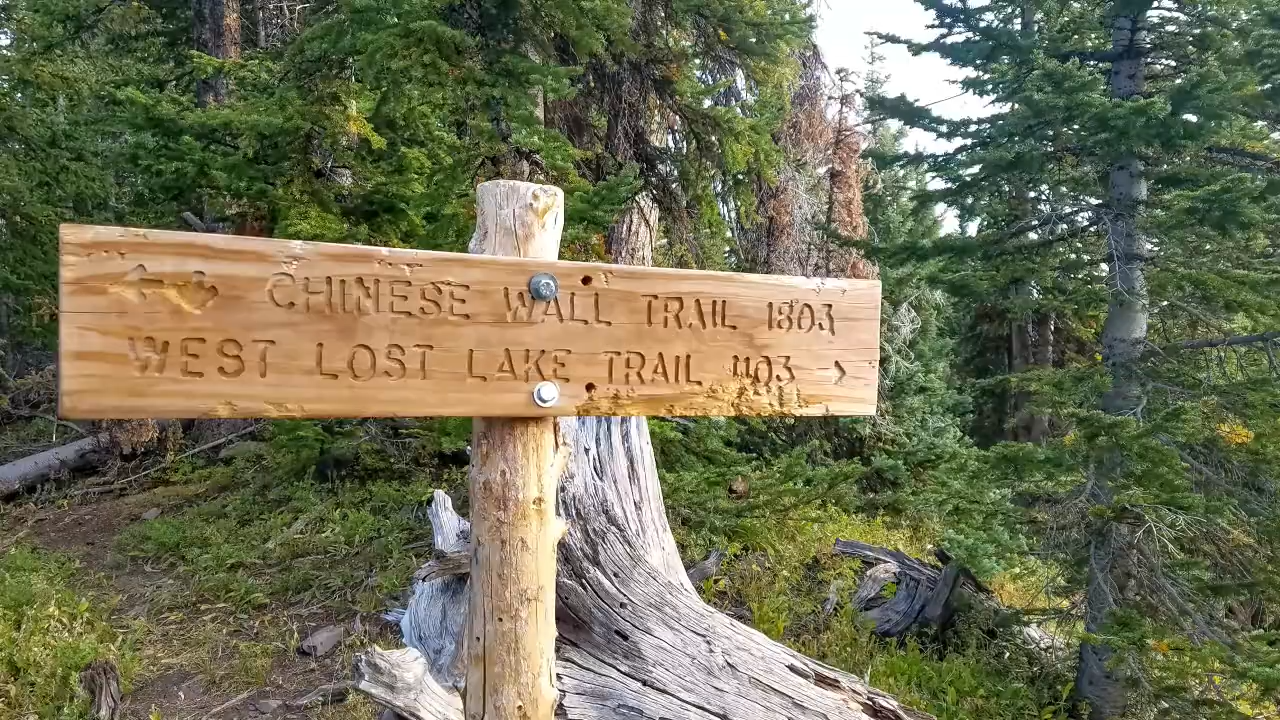 ← CHINESE WALL TRAIL 1803
WEST LOST LAKE TRAIL 1103 →